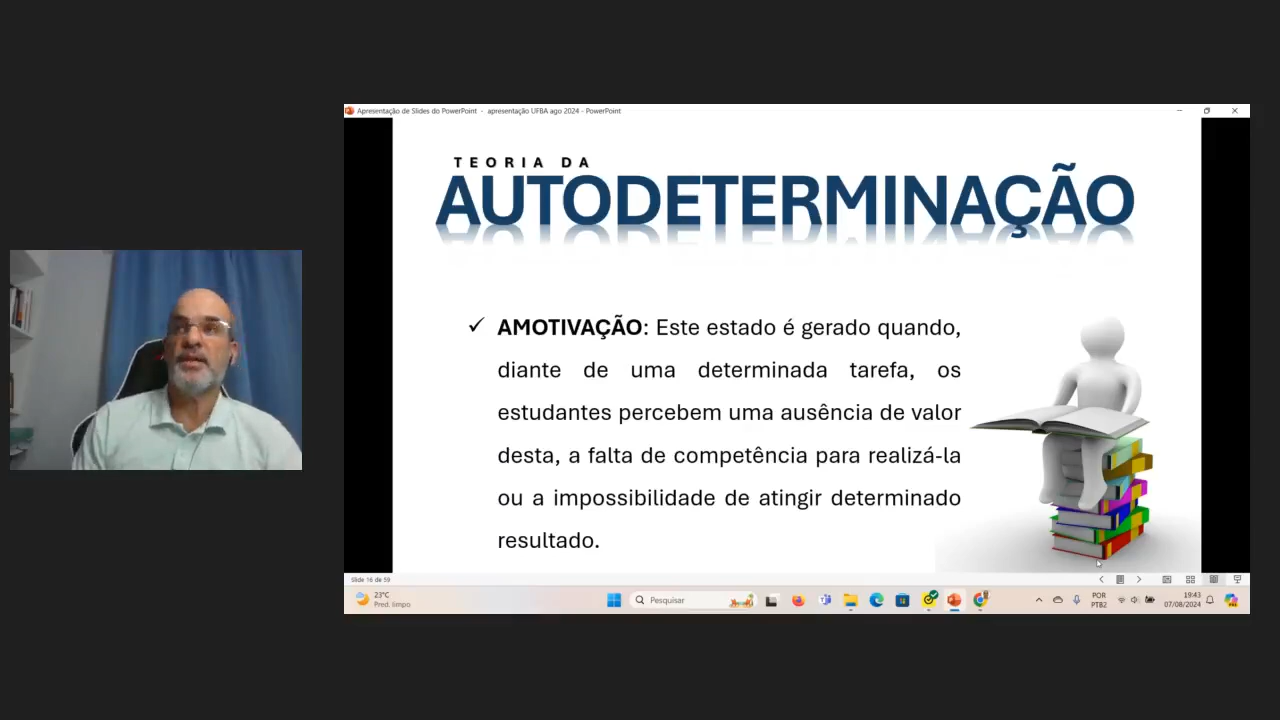 Apresentação de Slides do PowerPoint - apresentação UFBA ago 2024 - PowerPoint
TEORIA DA
AUTODETERMINAÇÃO
✓ AMOTIVAÇÃO: Este estado é gerado quando,
diante de uma determinada tarefa, os
estudantes percebem uma ausência de valor
desta, a falta de competência para realizá-la
ou a impossibilidade de atingir determinado
resultado.
Slide 16 de 59
23°C
Pred. limpo
Pesquisar
POR
PTB2
19:43
07/08/2024